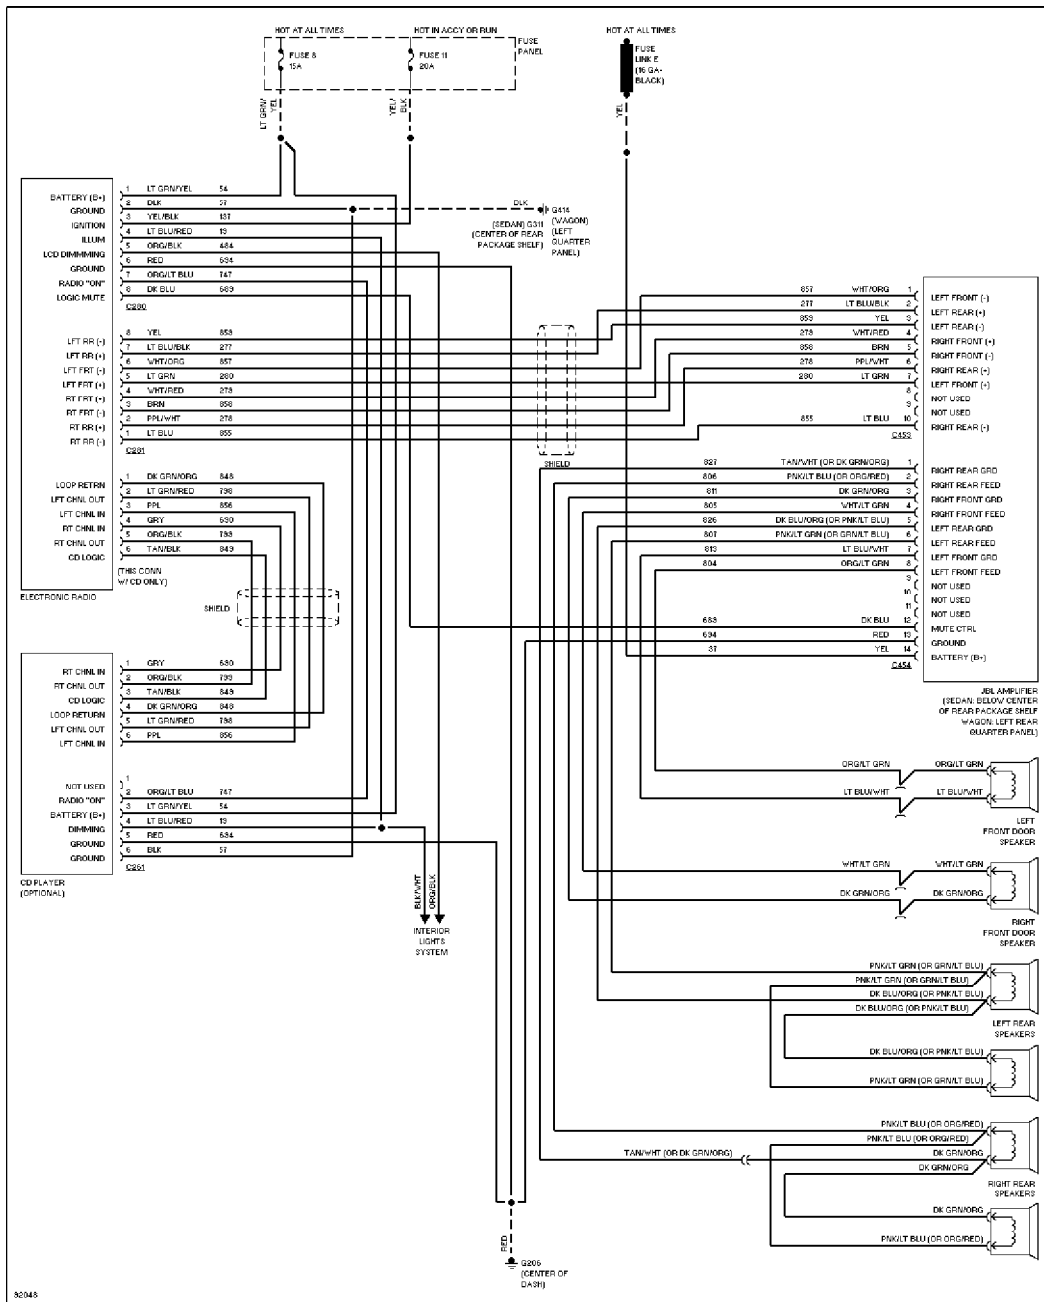 HOT AT ALL TIMES
HOT IN ACCY OR RUN
HOT AT ALL TIMES
FUSE
PANEL
FUSE 8
15A
FUSE 11
20A
FUSE
LINK E
(16 GA-
BLACK)
LT GRN/
YEL
YEL/
BLK
YEL
1 LT GRN/YEL 54
BATTERY (B+)
2 DLK 57
GROUND
3 YEL/BLK 137
IGNITION
4 LT BLU/RED 19
ILLUM
5 ORG/BLK 484
LCD DIMMMING
6 RED 694
GROUND
7 ORG/LT BLU 747
RADIO "ON"
8 DK BLU 689
LOGIC MUTE
C280
DLK
G414
(WAGON)
(LEFT
QUARTER
PANEL)
(SEDAN) G311
(CENTER OF REAR
PACKAGE SHELF)
8 YEL 859
LFT RR (-)
7 LT BLU/BLK 277
LFT RR (+)
6 WHT/ORG 857
LFT FRT (-)
5 LT GRN 280
LFT FRT (+)
4 WHT/RED 279
RT FRT (+)
3 BRN 858
RT FRT (-)
2 PPL/WHT 278
RT RR (+)
1 LT BLU 855
RT RR (-)
C281
SHIELD
857 WHT/ORG 1
LEFT FRONT (-)
277 LT BLU/BLK 2
LEFT REAR (+)
859 YEL 3
LEFT REAR (-)
279 WHT/RED 4
RIGHT FRONT (+)
858 BRN 5
RIGHT FRONT (-)
278 PPL/WHT 6
RIGHT REAR (+)
280 LT GRN 7
LEFT FRONT (+)
8
NOT USED
9
NOT USED
855 LT BLU 10
RIGHT REAR (-)
C453
1 DK GRN/ORG 848
LOOP RETRN
2 LT GRN/RED 798
LFT CHNL OUT
3 PPL 856
LFT CHNL IN
4 GRY 690
RT CHNL IN
5 ORG/BLK 799
RT CHNL OUT
6 TAN/BLK 849
CD LOGIC
(THIS CONN
W/ CD ONLY)
ELECTRONIC RADIO
SHIELD
827 TAN/WHT (OR DK GRN/ORG) 1
RIGHT REAR GRD
806 PNK/LT BLU (OR ORG/RED) 2
RIGHT REAR FEED
811 DK GRN/ORG 3
RIGHT FRONT GRD
805 WHT/LT GRN 4
RIGHT FRONT FEED
826 DK BLU/ORG (OR PNK/LT BLU) 5
LEFT REAR GRD
807 PNK/LT GRN (OR GRN/LT BLU) 6
LEFT REAR FEED
813 LT BLU/WHT 7
LEFT FRONT GRD
804 ORG/LT GRN 8
LEFT FRONT FEED
9
NOT USED
10
NOT USED
11
NOT USED
689 DK BLU 12
MUTE CTRL
694 RED 13
GROUND
37 YEL 14
BATTERY (B+)
C454
JBL AMPLIFIER
(SEDAN: BELOW CENTER
OF REAR PACKAGE SHELF
WAGON: LEFT REAR
QUARTER PANEL)
1 GRY 690
RT CHNL IN
2 ORG/BLK 799
RT CHNL OUT
3 TAN/BLK 849
CD LOGIC
4 DK GRN/ORG 848
LOOP RETURN
5 LT GRN/RED 798
LFT CHNL OUT
6 PPL 856
LFT CHNL IN
1
NOT USED
2 ORG/LT BLU 747
RADIO "ON"
3 LT GRN/YEL 54
BATTERY (B+)
4 LT BLU/RED 19
DIMMING
5 RED 694
GROUND
6 BLK 57
GROUND
C261
CD PLAYER
(OPTIONAL)
BLK/WHT
ORG/BLK
INTERIOR
LIGHTS
SYSTEM
ORG/LT GRN ORG/LT GRN
LT BLU/WHT LT BLU/WHT
LEFT
FRONT DOOR
SPEAKER
WHT/LT GRN WHT/LT GRN
DK GRN/ORG DK GRN/ORG
RIGHT
FRONT DOOR
SPEAKER
PNK/LT GRN (OR GRN/LT BLU)
PNK/LT GRN (OR GRN/LT BLU)
DK BLU/ORG (OR PNK/LT BLU)
DK BLU/ORG (OR PNK/LT BLU)
LEFT REAR
SPEAKERS
DK BLU/ORG (OR PNK/LT BLU)
PNK/LT GRN (OR GRN/LT BLU)
PNK/LT BLU (OR ORG/RED)
PNK/LT BLU (OR ORG/RED)
TAN/WHT (OR DK GRN/ORG)
DK GRN/ORG
DK GRN/ORG
RIGHT REAR
SPEAKERS
DK GRN/ORG
PNK/LT BLU (OR ORG/RED)
RED
G206
(CENTER OF
DASH)
92048